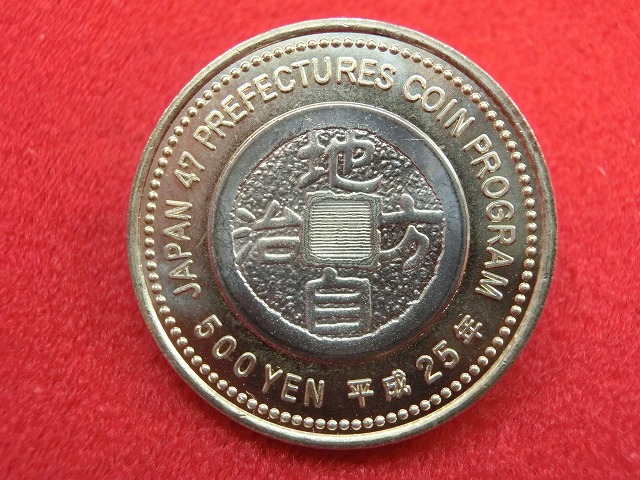 JAPAN 47 PREFECTURES COIN PROGRAM
500YEN 平成25年
地方自治